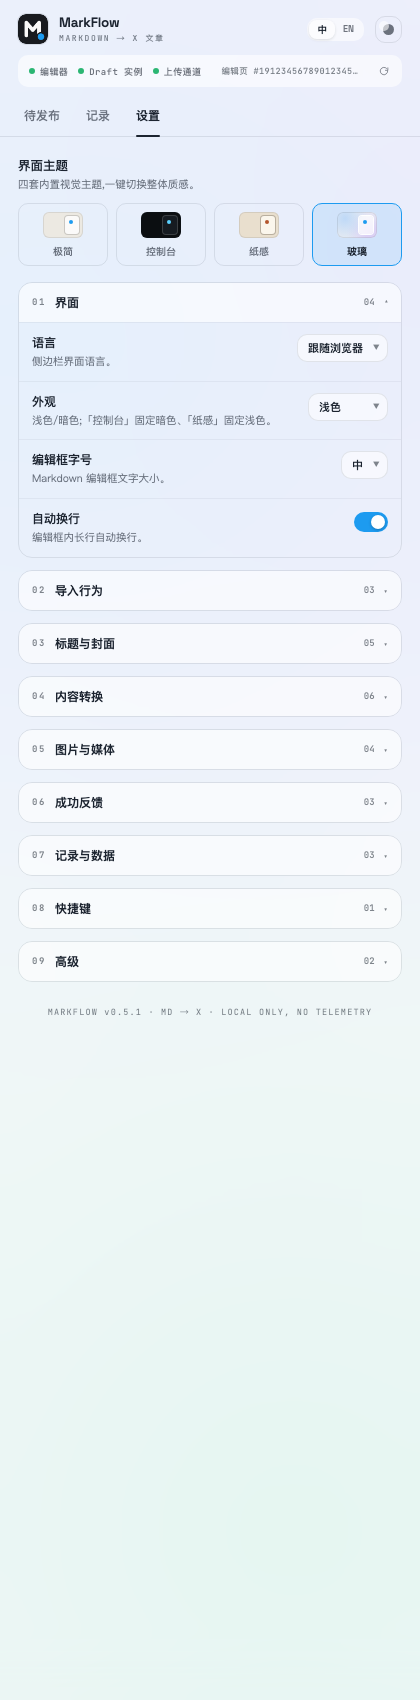 MarkFlow
MARKDOWN → X 文章
中 EN
编辑器 Draft 实例 上传通道 编辑页 #19123456789012345…
待发布 记录 设置
界面主题
四套内置视觉主题,一键切换整体质感。
极简 控制台 纸感 玻璃
01 界面 04
语言
侧边栏界面语言。
跟随浏览器
外观
浅色/暗色;「控制台」固定暗色、「纸感」固定浅色。
浅色
编辑框字号
Markdown 编辑框文字大小。
中
自动换行
编辑框内长行自动换行。
02 导入行为 03
03 标题与封面 05
04 内容转换 06
05 图片与媒体 04
06 成功反馈 03
07 记录与数据 03
08 快捷键 01
09 高级 02
MARKFLOW v0.5.1 · MD → X · LOCAL ONLY, NO TELEMETRY